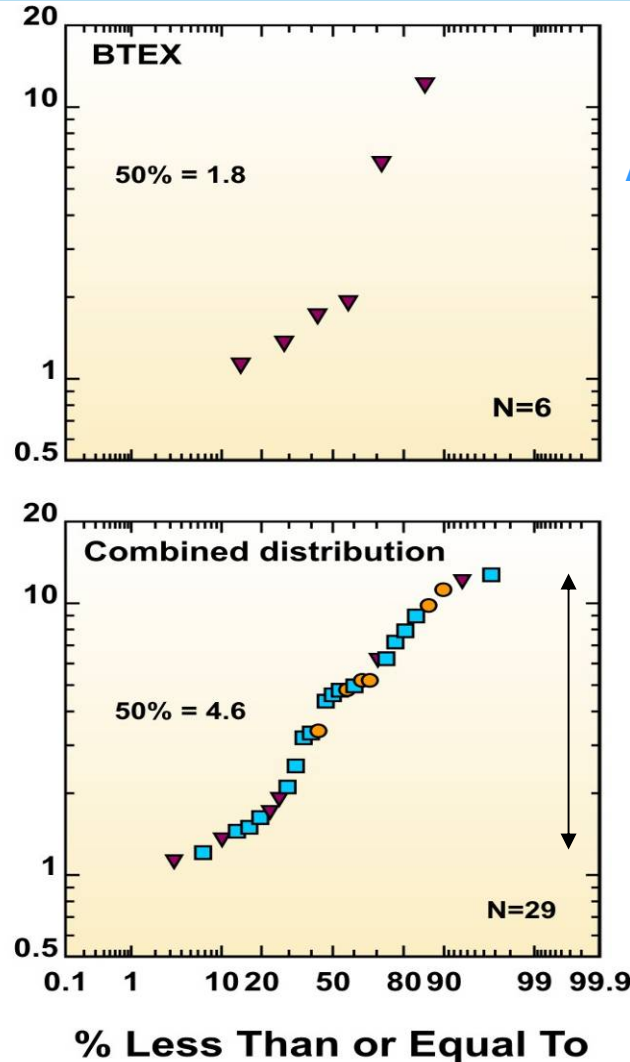 20
BTEX
10
50% = 1.8
1
N=6
0.5
20
Combined distribution
10
50% = 4.6
1
N=29
0.5
0.1 1 10 20 50 80 90 99 99.9
% Less Than or Equal To